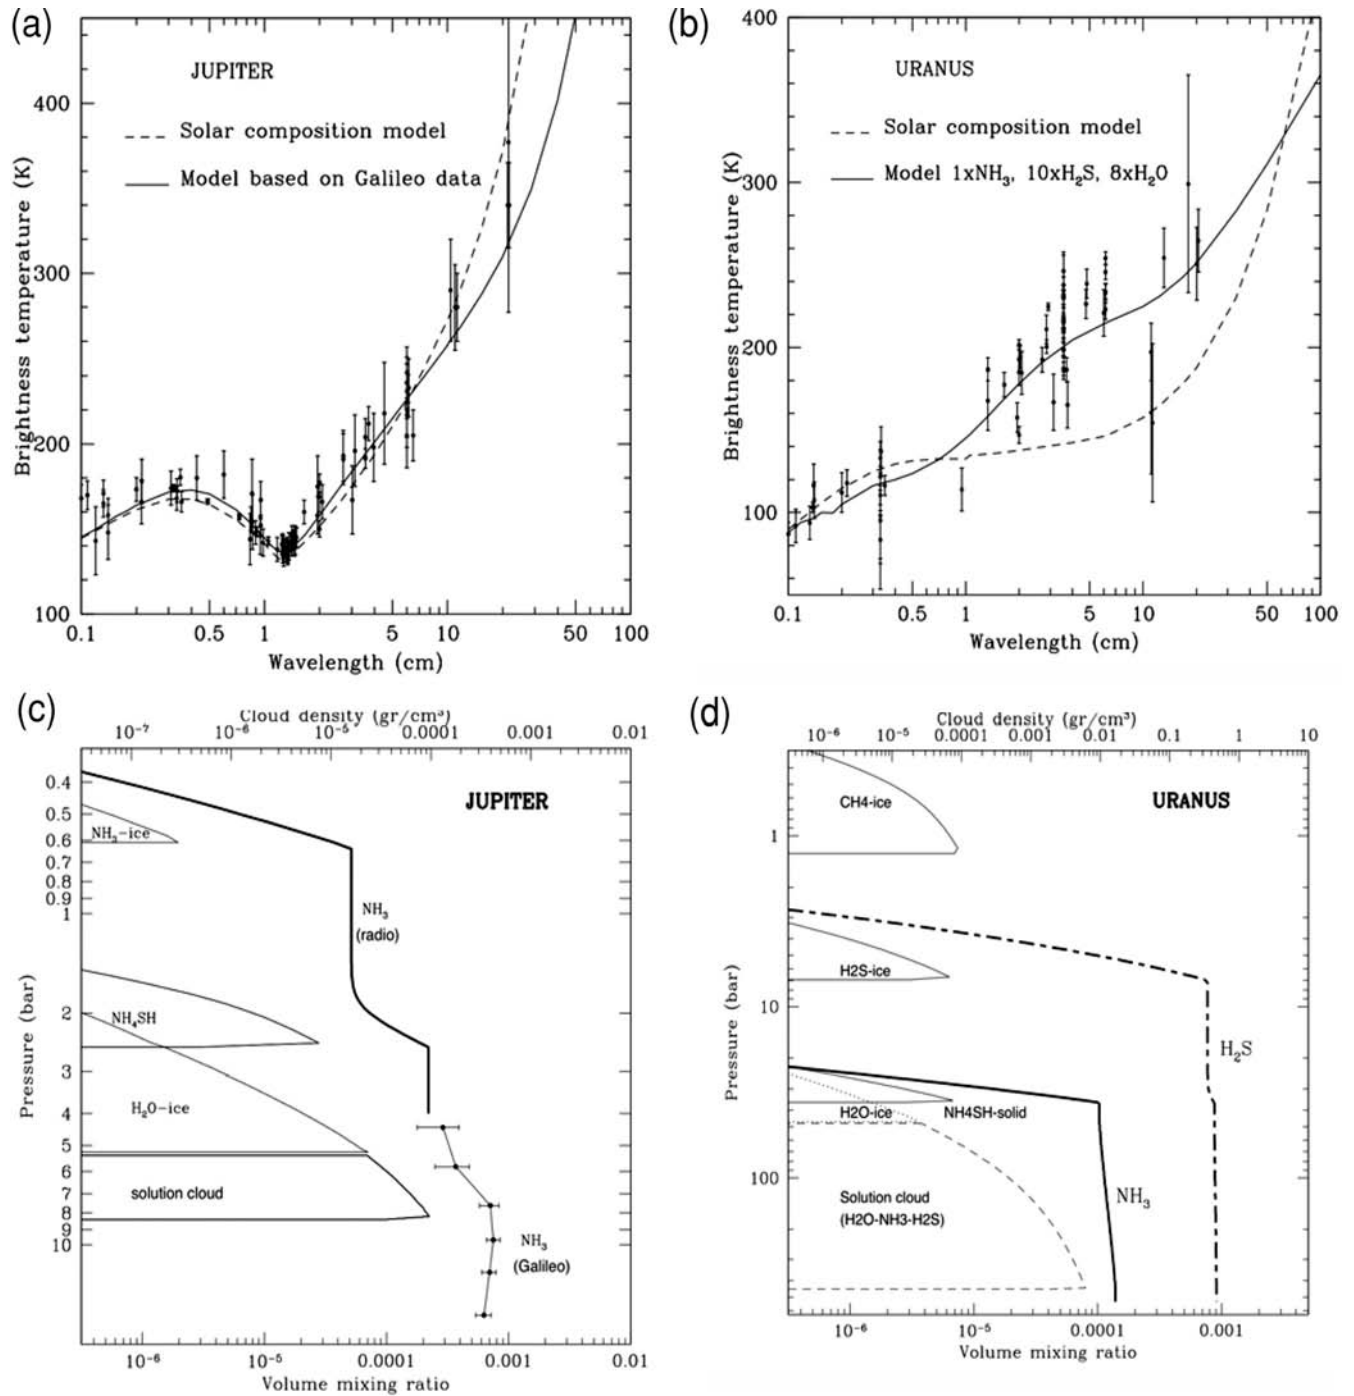 (a)
JUPITER
Solar composition model
Model based on Galileo data
Brightness temperature (K)
400
300
200
100
0.1 0.5 1 5 10 50 100
Wavelength (cm)
(b)
URANUS
Solar composition model
Model 1xNH₃, 10xH₂S, 8xH₂O
Brightness temperature (K)
400
300
200
100
0.1 0.5 1 5 10 50 100
Wavelength (cm)
(c)
Cloud density (gr/cm³)
10⁻⁷ 10⁻⁶ 10⁻⁵ 0.0001 0.001 0.01
JUPITER
Pressure (bar)
0.4
0.5
0.6
0.7
0.8
0.9
1
2
3
4
5
6
7
8
9
10
NH₃-ice
NH₃
(radio)
NH₄SH
H₂O-ice
solution cloud
NH₃
(Galileo)
10⁻⁶ 10⁻⁵ 0.0001 0.001 0.01
Volume mixing ratio
(d)
Cloud density (gr/cm³)
10⁻⁶ 10⁻⁵ 0.0001 0.001 0.01 0.1 1 10
CH4-ice
URANUS
Pressure (bar)
1
10
100
H2S-ice
H₂S
H2O-ice
NH4SH-solid
NH₃
Solution cloud
(H2O-NH3-H2S)
10⁻⁶ 10⁻⁵ 0.0001 0.001
Volume mixing ratio